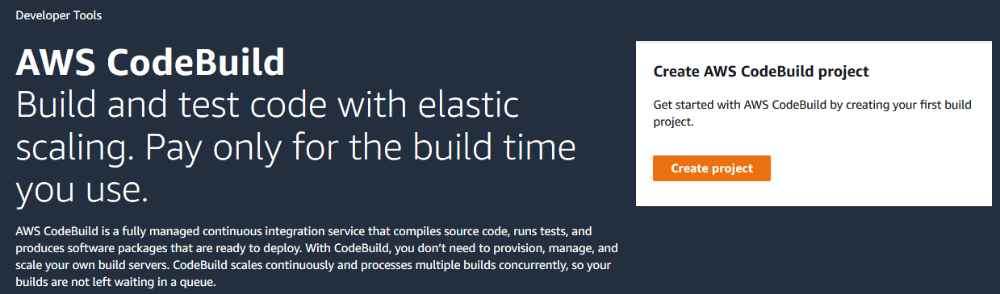 Developer Tools
AWS CodeBuild
Build and test code with elastic
scaling. Pay only for the build time
you use.
AWS CodeBuild is a fully managed continuous integration service that compiles source code, runs tests, and
produces software packages that are ready to deploy. With CodeBuild, you don’t need to provision, manage, and
scale your own build servers. CodeBuild scales continuously and processes multiple builds concurrently, so your
builds are not left waiting in a queue.
Create AWS CodeBuild project
Get started with AWS CodeBuild by creating your first build
project.
Create project